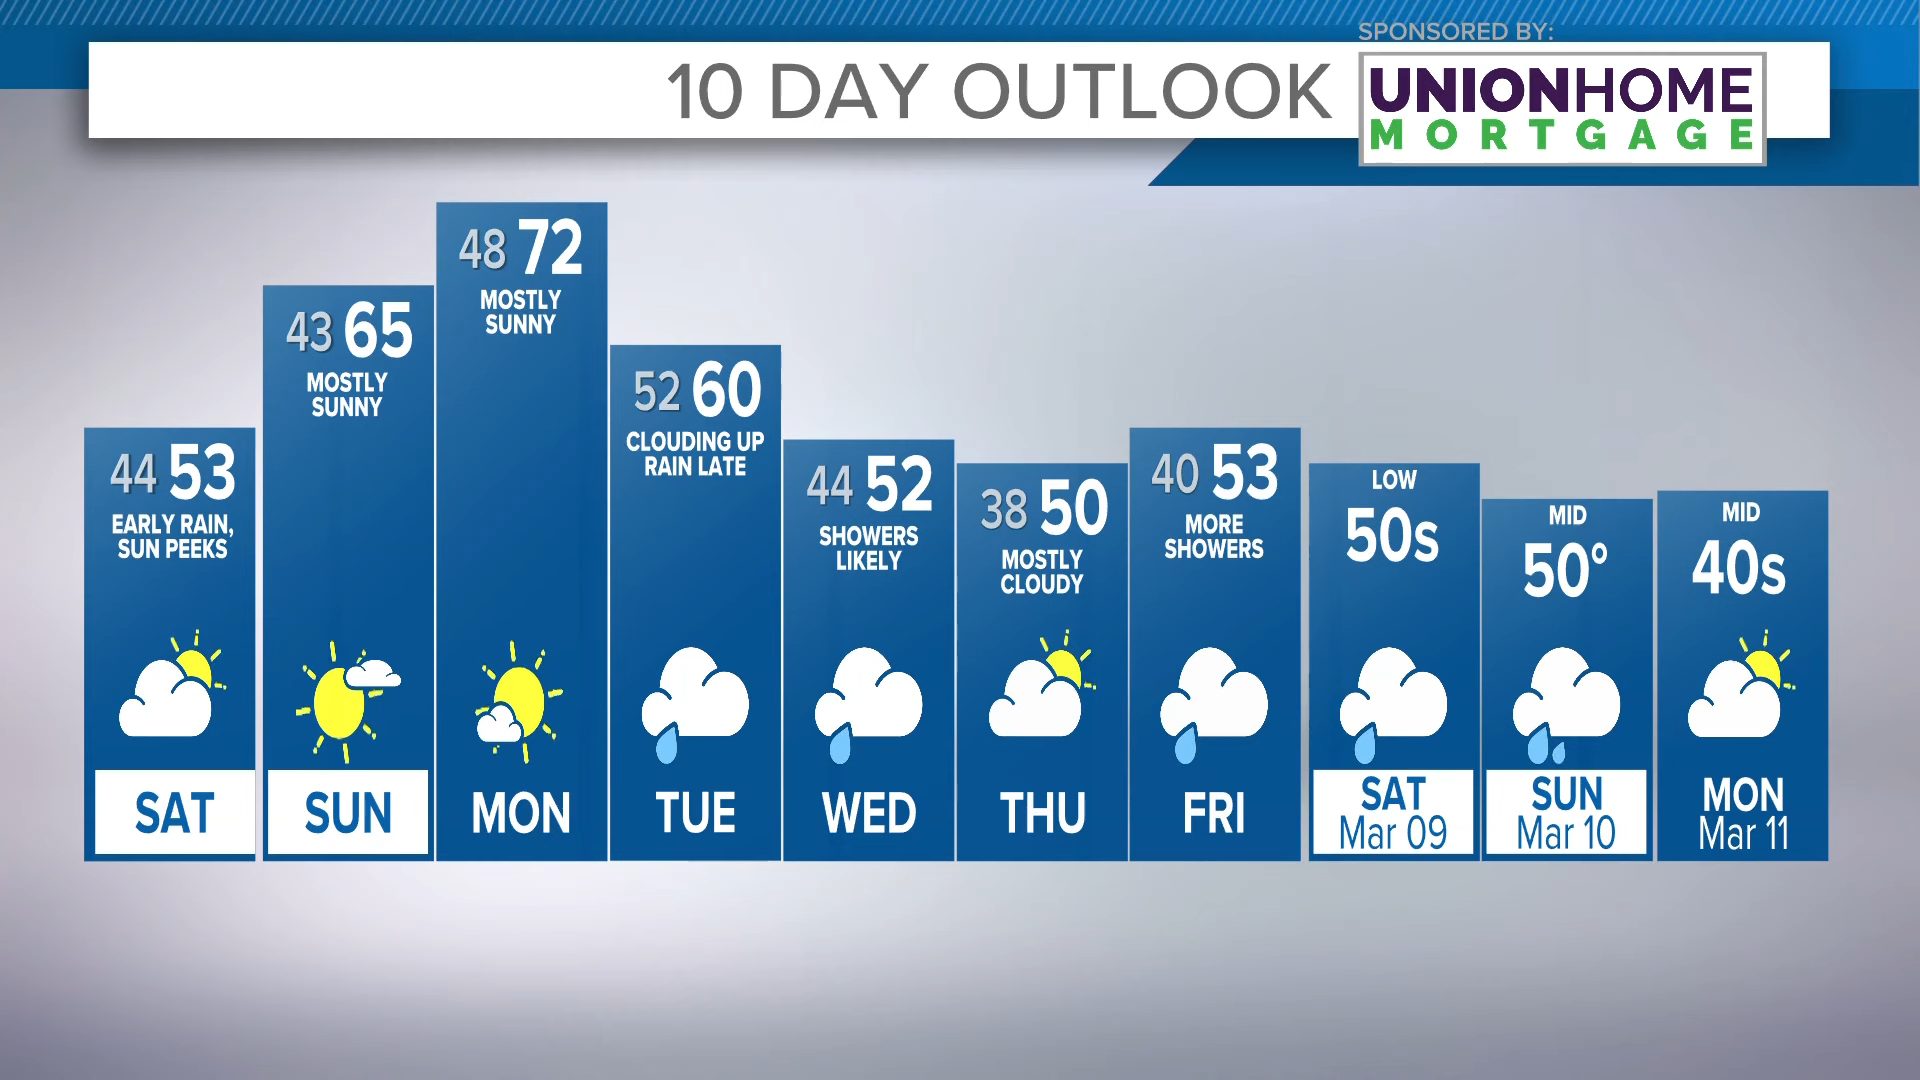 SPONSORED BY:
10 DAY OUTLOOK
UNIONHOME
MORTGAGE
44 53
EARLY RAIN,
SUN PEEKS
SAT
43 65
MOSTLY
SUNNY
SUN
48 72
MOSTLY
SUNNY
MON
52 60
CLOUDING UP
RAIN LATE
TUE
44 52
SHOWERS
LIKELY
WED
38 50
MOSTLY
CLOUDY
THU
40 53
MORE
SHOWERS
FRI
LOW
50s
SAT
Mar 09
MID
50°
SUN
Mar 10
MID
40s
MON
Mar 11